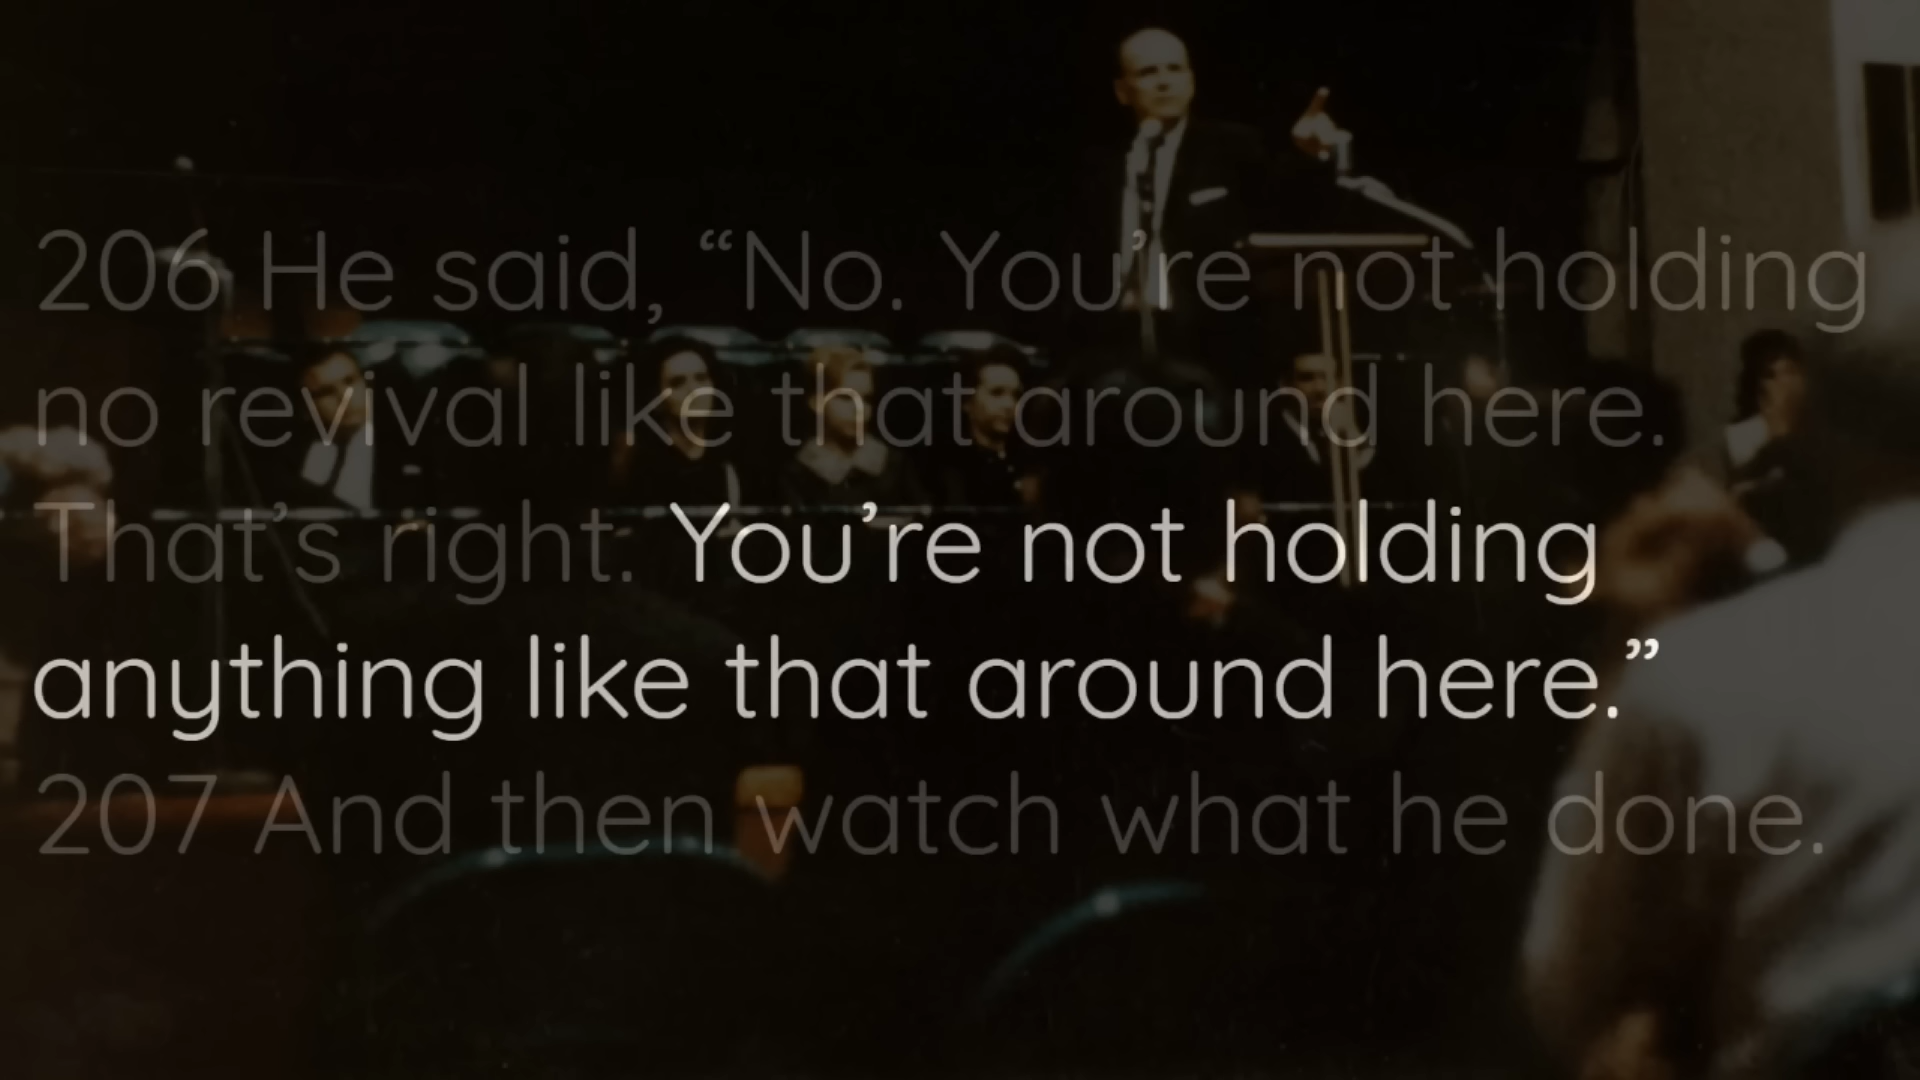 206 He said, “No. You’re not holding
no revival like that around here.
That’s right. You’re not holding
anything like that around here.”
207 And then watch what he done.